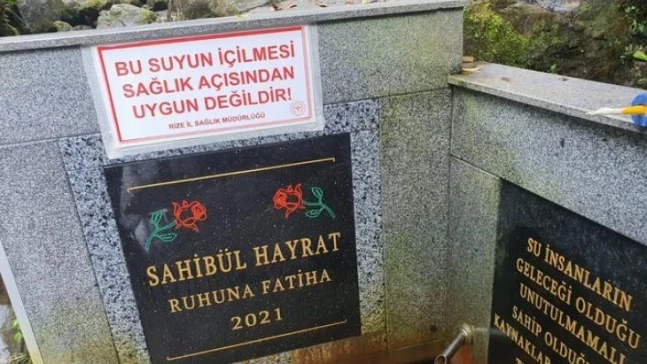 BU SUYUN İÇİLMESİ
SAĞLIK AÇISINDAN
UYGUN DEĞİLDİR!
RİZE İL SAĞLIK MÜDÜRLÜĞÜ
SAHİBÜL HAYRAT
RUHUNA FATİHA
2021
SU İNSANLARIN
GELECEĞİ OLDUĞU
UNUTULMAMALI
SAHİP OLDUĞU